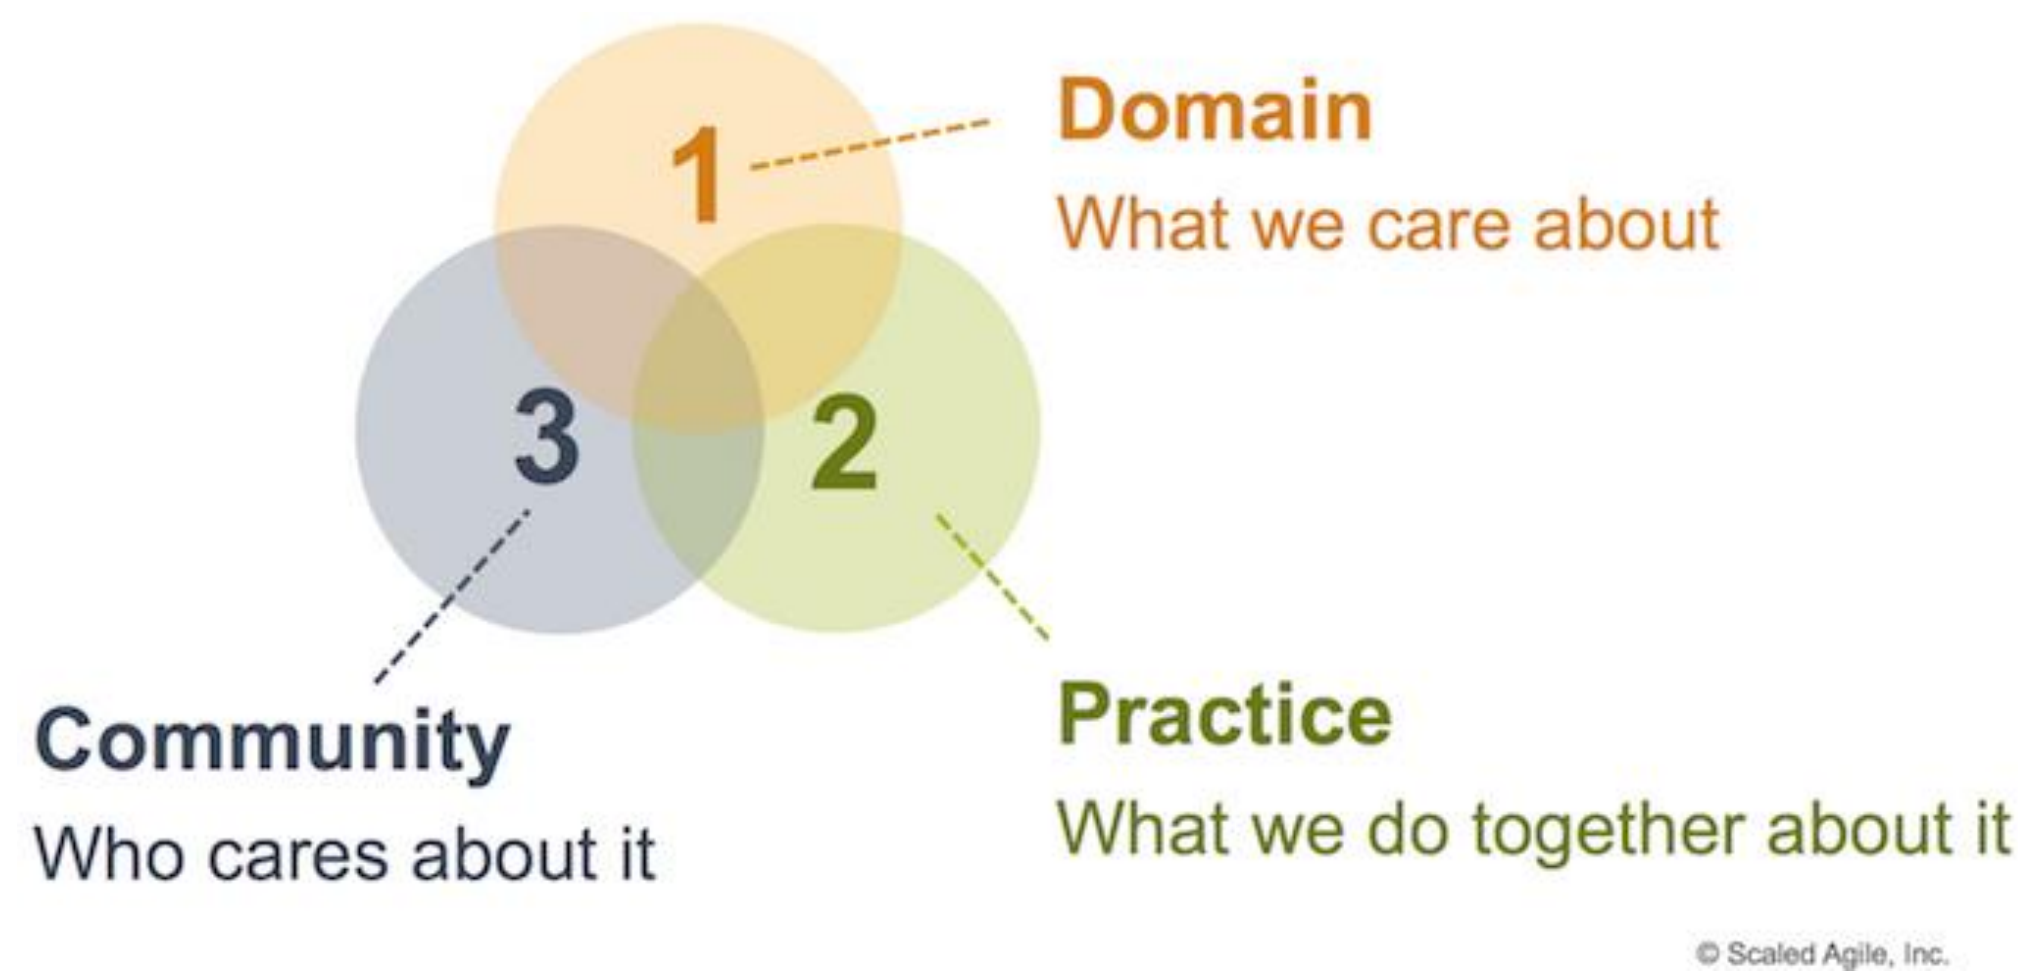 1
Domain
What we care about
3
2
Community
Who cares about it
Practice
What we do together about it
© Scaled Agile, Inc.